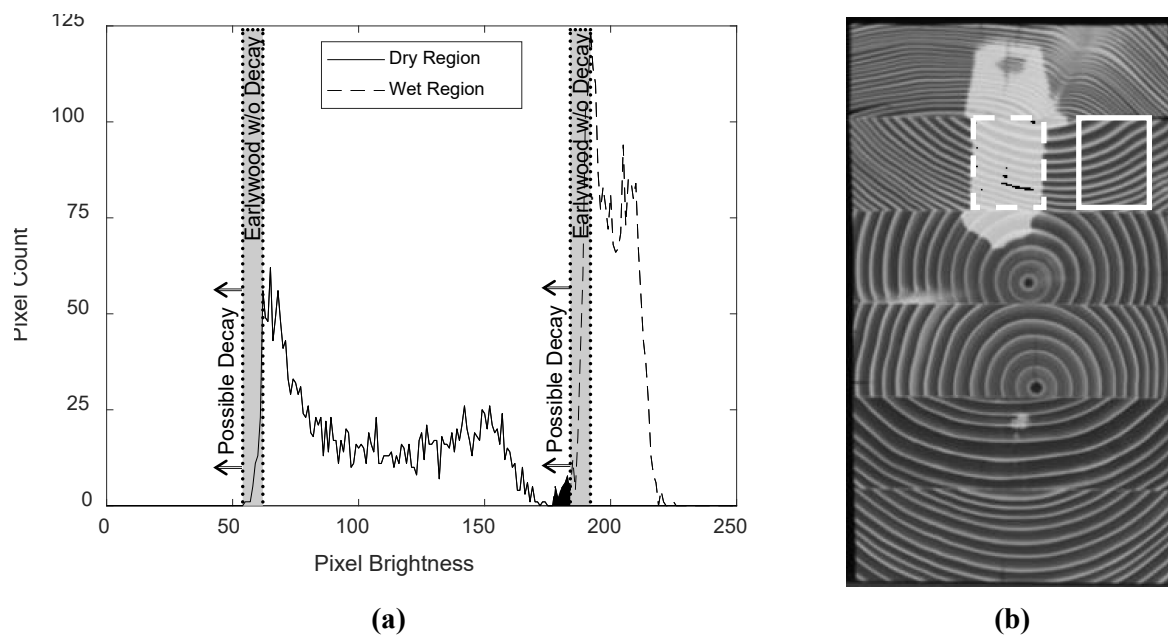 125
100
75
50
25
0
Pixel Count
Earlywood w/o Decay
Possible Decay
Dry Region
Wet Region
Earlywood w/o Decay
Possible Decay
0
50
100
150
200
250
Pixel Brightness
(a)
(b)